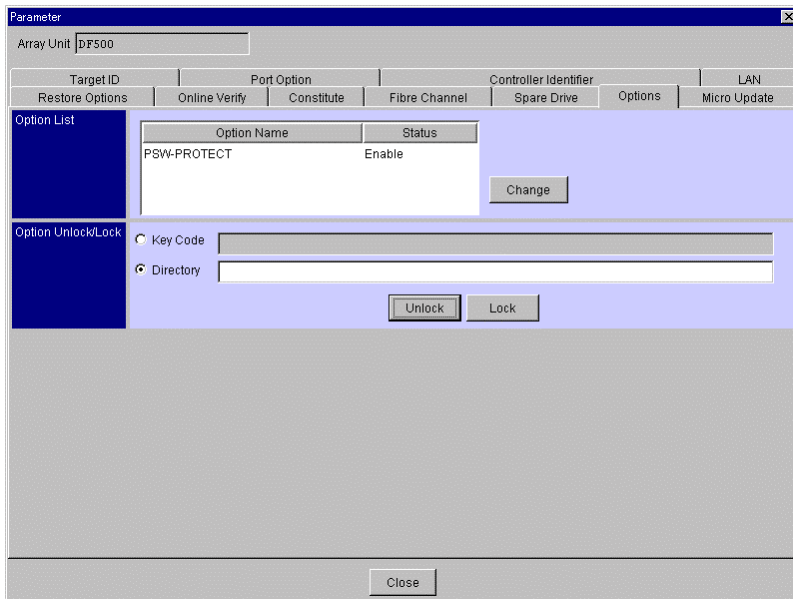 Parameter
Array Unit DF500
Target ID Port Option Controller Identifier LAN
Restore Options Online Verify Constitute Fibre Channel Spare Drive Options Micro Update
Option List
Option Name Status
PSW-PROTECT Enable
Change
Option Unlock/Lock
Key Code
Directory
Unlock Lock
Close